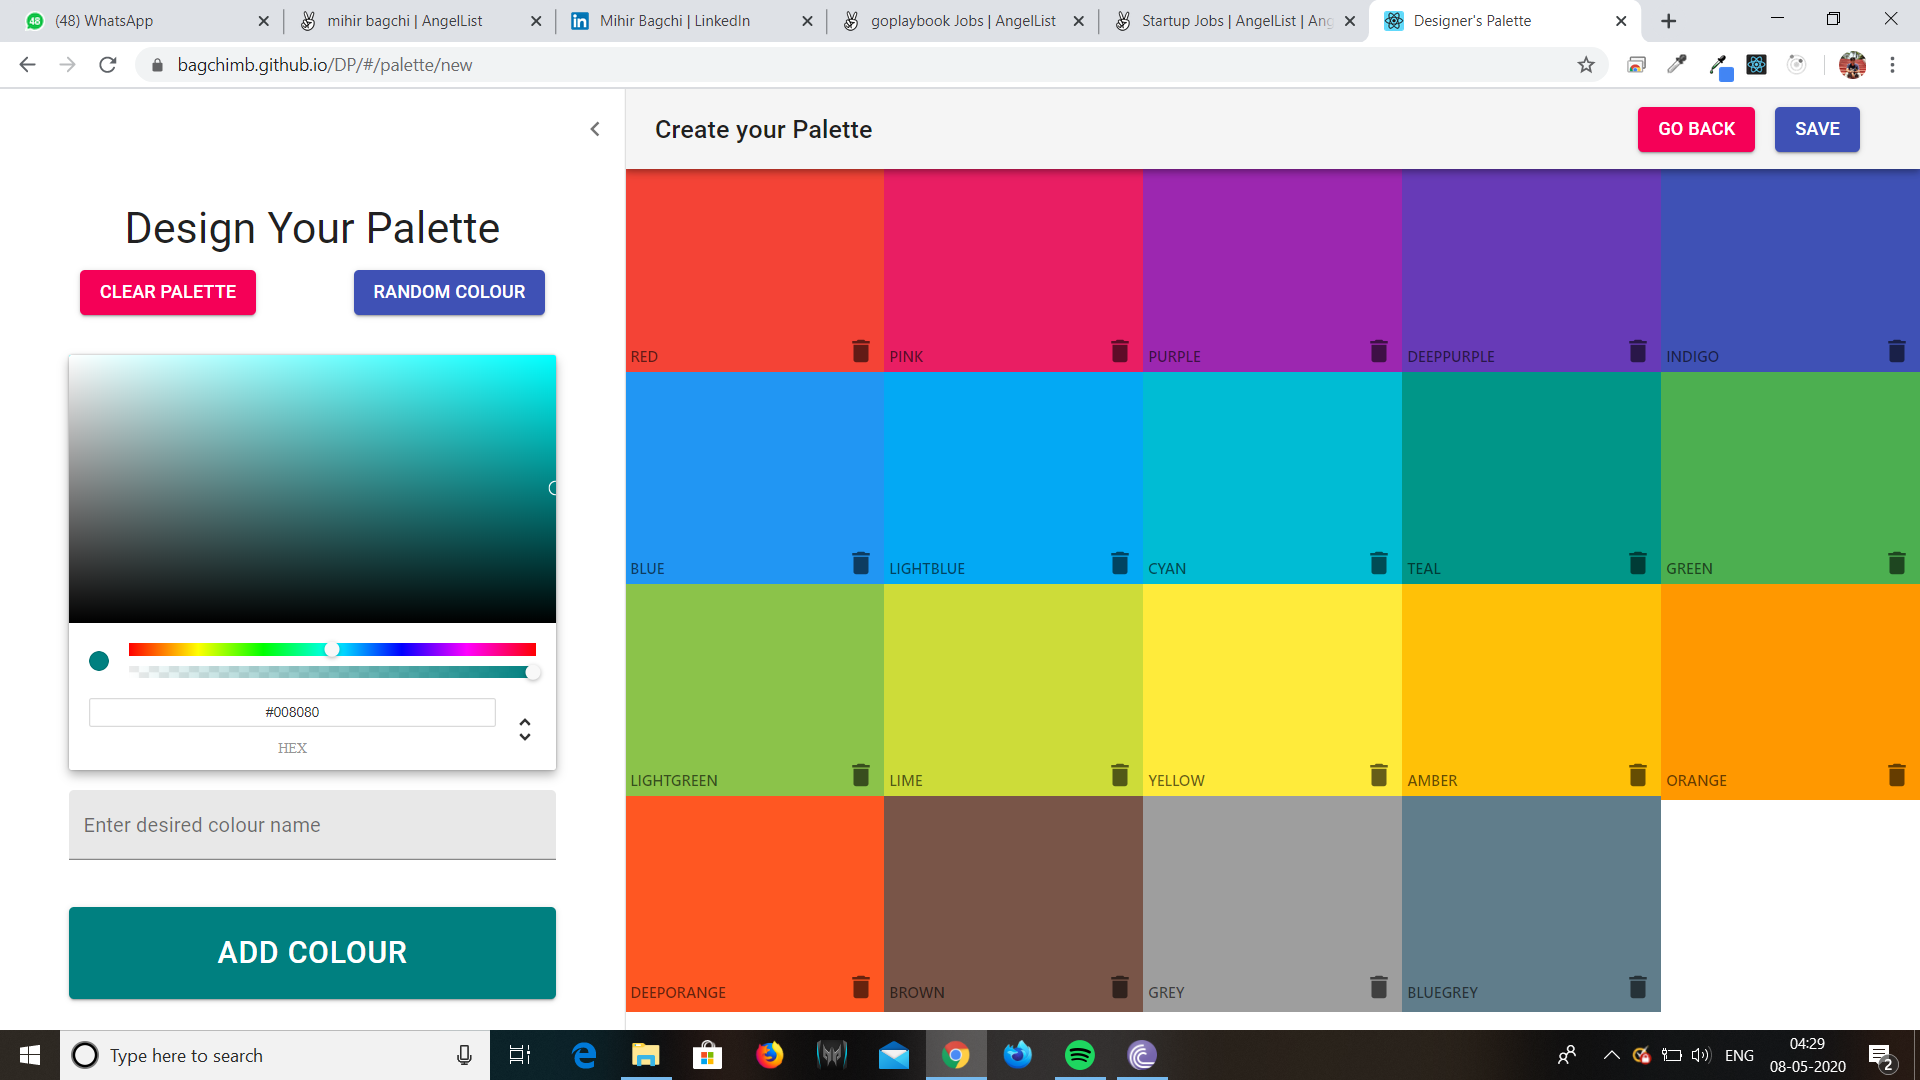 48 (48) WhatsApp
mihir bagchi | AngelList
Mihir Bagchi | LinkedIn
goplaybook Jobs | AngelList
Startup Jobs | AngelList | Ang
Designer's Palette
bagchimb.github.io/DP/#/palette/new
Create your Palette
GO BACK
SAVE
Design Your Palette
CLEAR PALETTE
RANDOM COLOUR
#008080
HEX
Enter desired colour name
ADD COLOUR
RED
PINK
PURPLE
DEEPPURPLE
INDIGO
BLUE
LIGHTBLUE
CYAN
TEAL
GREEN
LIGHTGREEN
LIME
YELLOW
AMBER
ORANGE
DEEPORANGE
BROWN
GREY
BLUEGREY
Type here to search
ENG
04:29
08-05-2020
2